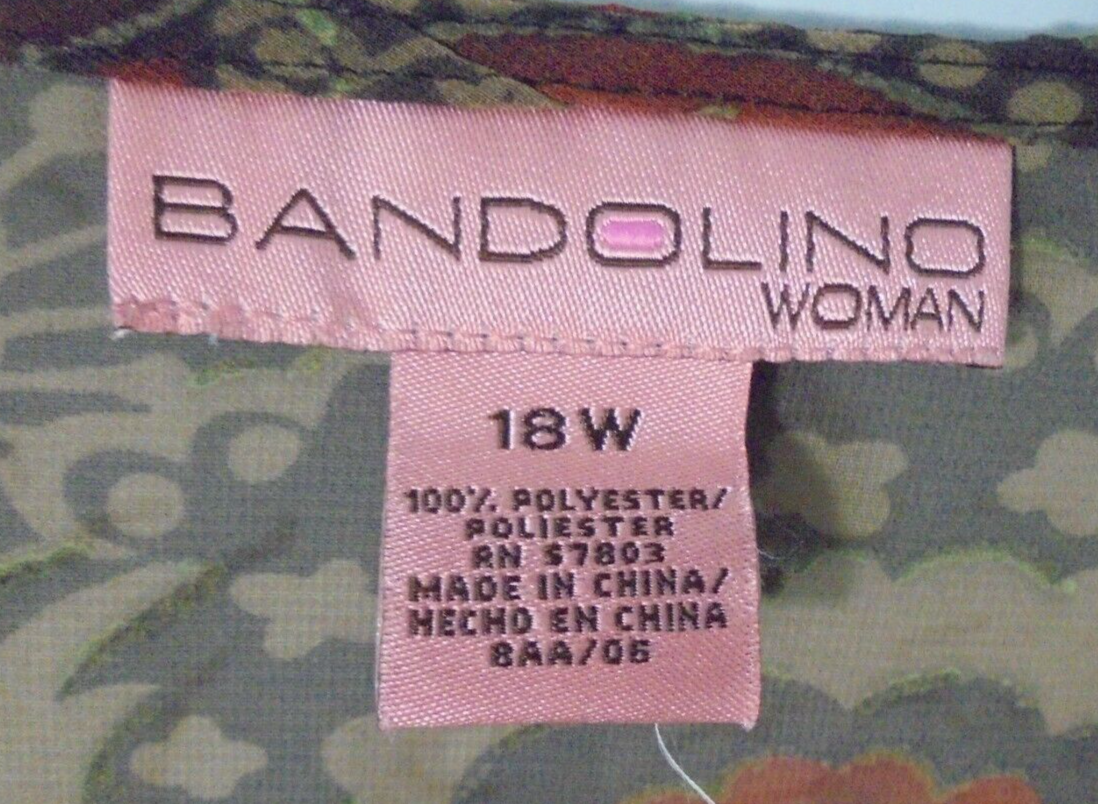 BANDOLINO
WOMAN
18W
100% POLYESTER/
POLIESTER
RN 57803
MADE IN CHINA/
HECHO EN CHINA
8AA/06